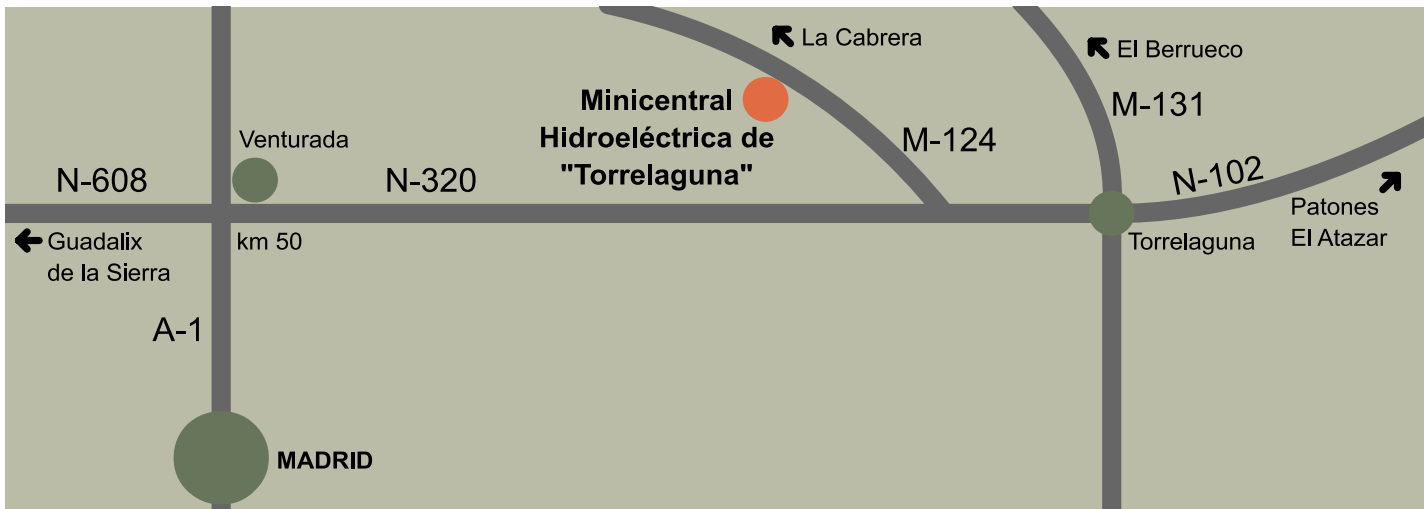 La Cabrera
El Berrueco
Minicentral
Hidroeléctrica de
"Torrelaguna"
M-131
M-124
Venturada
N-608
N-320
N-102
Guadalix
de la Sierra
km 50
Torrelaguna
Patones
El Atazar
A-1
MADRID